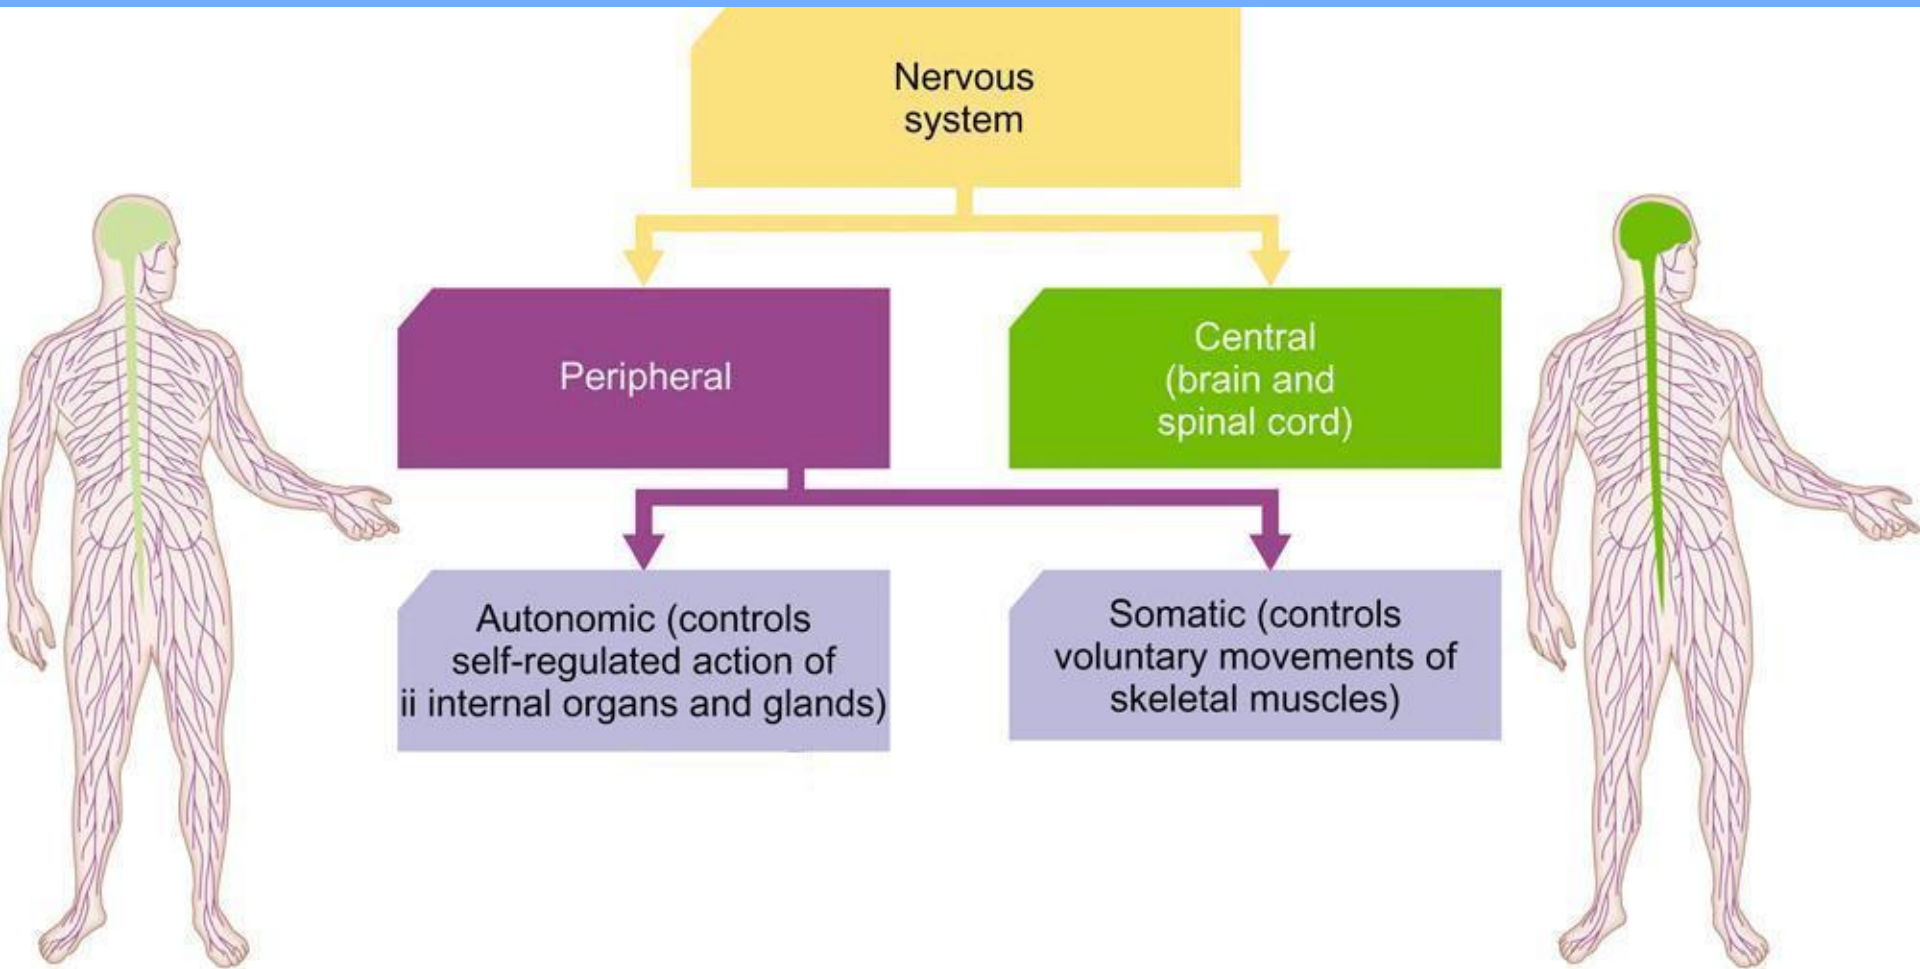 Nervous
system
Peripheral
Central
(brain and
spinal cord)
Autonomic (controls
self-regulated action of
ii internal organs and glands)
Somatic (controls
voluntary movements of
skeletal muscles)